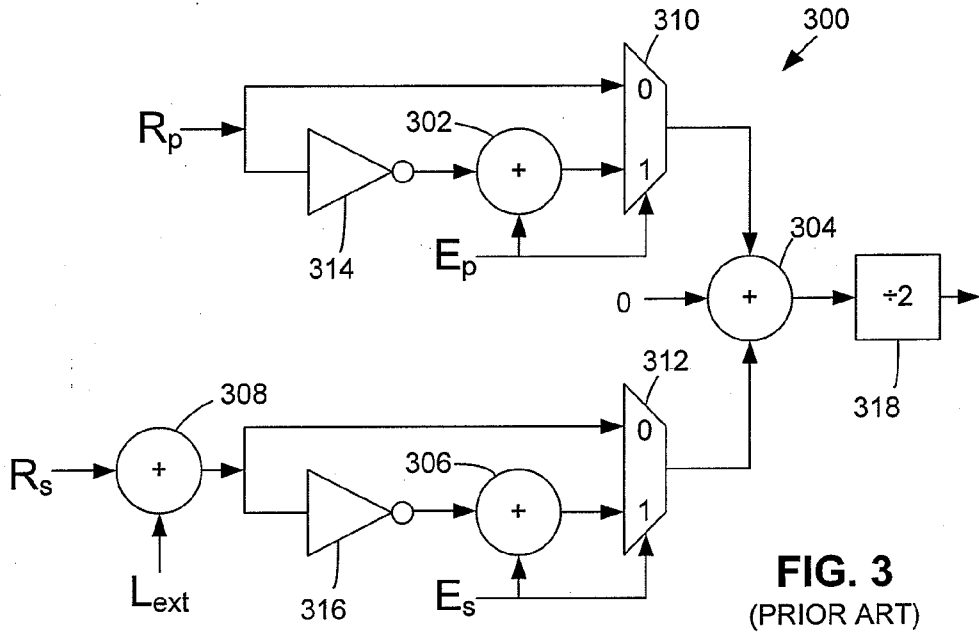 310
300
0
302
Rp
+
1
314
Ep
304
0
+
÷2
318
312
308
0
306
Rs
+
+
1
Lext
316
Es
FIG. 3
(PRIOR ART)